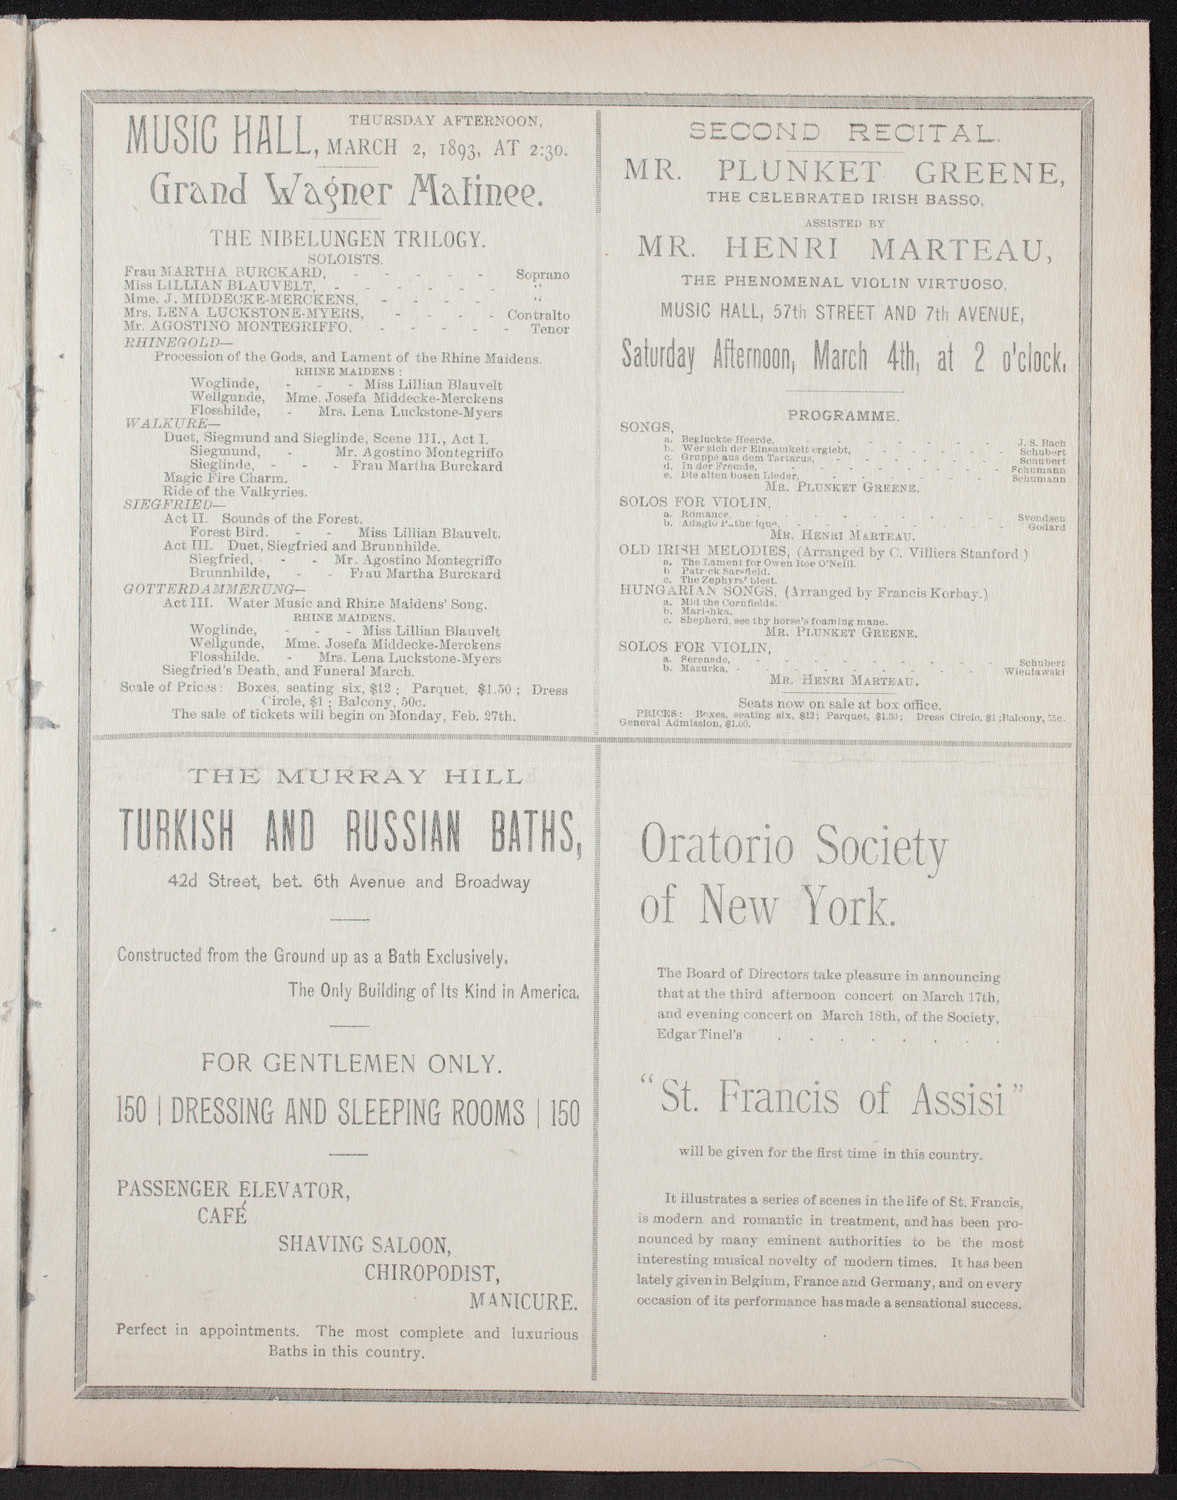 MUSIC HALL, THURSDAY AFTERNOON, MARCH 2, 1893, AT 2:30.
Grand Wagner Matinee.
THE NIBELUNGEN TRILOGY.
SOLOISTS.
Frau MARTHA BURCKARD, - - - - - Soprano
Miss LILLIAN BLAUVELT, - - - - - - "
Mme. J. MIDDECKE-MERCKENS, - - - - "
Mrs. LENA LUCKSTONE-MYERS, - - - - Contralto
Mr. AGOSTINO MONTEGRIFFO. - - - - - Tenor
RHINEGOLD—
Procession of the Gods, and Lament of the Rhine Maidens.
RHINE MAIDENS:
Woglinde, - - - Miss Lillian Blauvelt
Wellgunde, Mme. Josefa Middecke-Merckens
Flosshilde, - Mrs. Lena Luckstone-Myers
WALKURE—
Duet, Siegmund and Sieglinde, Scene III., Act I.
Siegmund, - Mr. Agostino Montegriffo
Sieglinde, - - - Frau Martha Burckard
Magic Fire Charm.
Ride of the Valkyries.
SIEGFRIED—
Act II. Sounds of the Forest.
Forest Bird. - - Miss Lillian Blauvelt.
Act III. Duet, Siegfried and Brunnhilde.
Siegfried, - - Mr. Agostino Montegriffo
Brunnhilde, - - Frau Martha Burckard
GOTTERDAMMERUNG—
Act III. Water Music and Rhine Maidens' Song.
RHINE MAIDENS.
Woglinde, - - - Miss Lillian Blauvelt
Wellgunde, Mme. Josefa Middecke-Merckens
Flosshilde. - Mrs. Lena Luckstone-Myers
Siegfried's Death, and Funeral March.
Scale of Prices: Boxes, seating six, $12; Parquet, $1.50; Dress
Circle, $1; Balcony, 50c.
The sale of tickets will begin on Monday, Feb. 27th.
SECOND RECITAL.
MR. PLUNKET GREENE,
THE CELEBRATED IRISH BASSO,
ASSISTED BY
MR. HENRI MARTEAU,
THE PHENOMENAL VIOLIN VIRTUOSO,
MUSIC HALL, 57th STREET AND 7th AVENUE,
Saturday Afternoon, March 4th, at 2 o'clock.
PROGRAMME.
SONGS,
a. Begluckte Heerde, - - - - - - - J. S. Bach
b. Wer sich der Einsamkeit ergiebt, - - - - - Schubert
c. Gruppe aus dem Tartarus, - - - - - - Schubert
d. In der Fremde, - - - - - - - Schumann
e. Die alten bosen Lieder, - - - - - - Schumann
MR. PLUNKET GREENE.
SOLOS FOR VIOLIN,
a. Romance, - - - - - - - - Svendsen
b. Adagio Pathetique, - - - - - - - Godard
MR. HENRI MARTEAU.
OLD IRISH MELODIES, (Arranged by C. Villiers Stanford)
a. The Lament for Owen Roe O'Neill.
b Patrick Sarsfield.
c. The Zephyrs' blest.
HUNGARIAN SONGS, (Arranged by Francis Korbay.)
a. Mid the Cornfields.
b. Marishka.
c. Shepherd, see thy horse's foaming mane.
MR. PLUNKET GREENE.
SOLOS FOR VIOLIN,
a. Serenade, - - - - - - - - Schubert
b. Mazurka, - - - - - - - - Wieniawski
MR. HENRI MARTEAU.
Seats now on sale at box office.
PRICES: Boxes, seating six, $12; Parquet, $1.50; Dress Circle, $1; Balcony, 75c.
General Admission, $1.00.
THE MURRAY HILL
TURKISH AND RUSSIAN BATHS,
42d Street, bet. 6th Avenue and Broadway
Constructed from the Ground up as a Bath Exclusively.
The Only Building of Its Kind in America.
FOR GENTLEMEN ONLY.
150 | DRESSING AND SLEEPING ROOMS | 150
PASSENGER ELEVATOR,
CAFÉ
SHAVING SALOON,
CHIROPODIST,
MANICURE.
Perfect in appointments. The most complete and luxurious
Baths in this country.
Oratorio Society
of New York.
The Board of Directors take pleasure in announcing
that at the third afternoon concert on March 17th,
and evening concert on March 18th, of the Society,
Edgar Tinel's . . . . . . . .
"St. Francis of Assisi"
will be given for the first time in this country.
It illustrates a series of scenes in the life of St. Francis,
is modern and romantic in treatment, and has been pro-
nounced by many eminent authorities to be the most
interesting musical novelty of modern times. It has been
lately given in Belgium, France and Germany, and on every
occasion of its performance has made a sensational success.